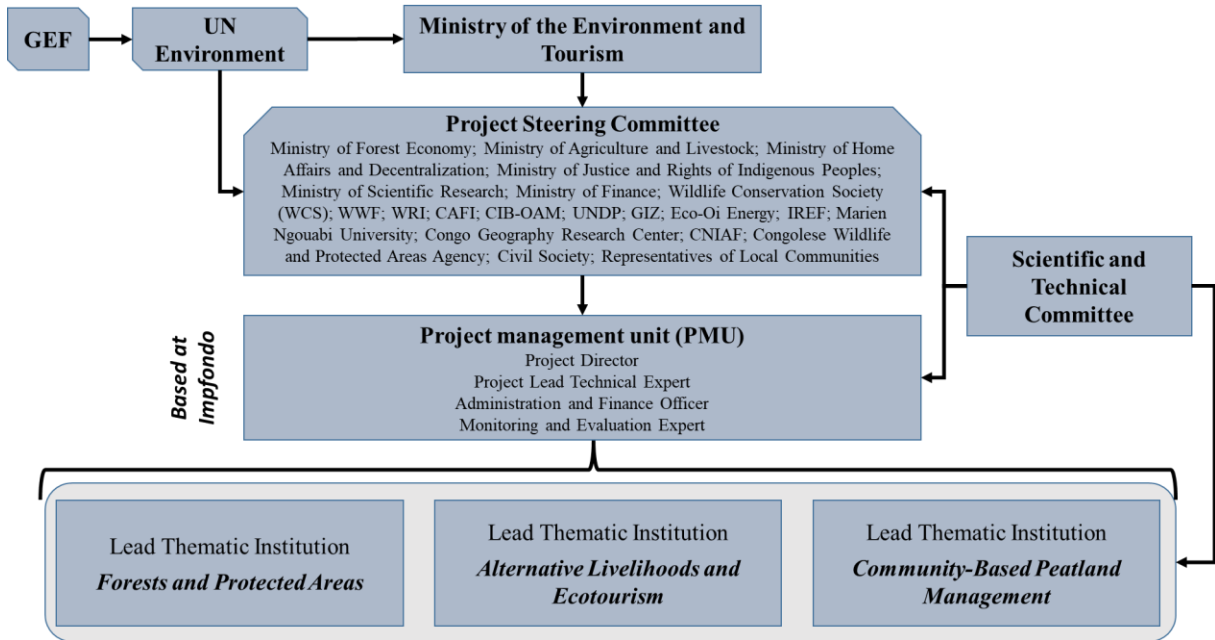 GEF
UN
Environment
Ministry of the Environment and
Tourism
Project Steering Committee
Ministry of Forest Economy; Ministry of Agriculture and Livestock; Ministry of Home
Affairs and Decentralization; Ministry of Justice and Rights of Indigenous Peoples;
Ministry of Scientific Research; Ministry of Finance; Wildlife Conservation Society
(WCS); WWF; WRI; CAFI; CIB-OAM; UNDP; GIZ; Eco-Oi Energy; IREF; Marien
Ngouabi University; Congo Geography Research Center; CNIAF; Congolese Wildlife
and Protected Areas Agency; Civil Society; Representatives of Local Communities
Scientific and
Technical
Committee
Based at
Impfondo
Project management unit (PMU)
Project Director
Project Lead Technical Expert
Administration and Finance Officer
Monitoring and Evaluation Expert
Lead Thematic Institution
Forests and Protected Areas
Lead Thematic Institution
Alternative Livelihoods and
Ecotourism
Lead Thematic Institution
Community-Based Peatland
Management